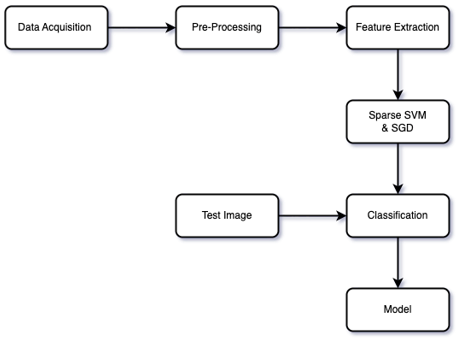 Data Acquisition
Pre-Processing
Feature Extraction
Sparse SVM
& SGD
Test Image
Classification
Model